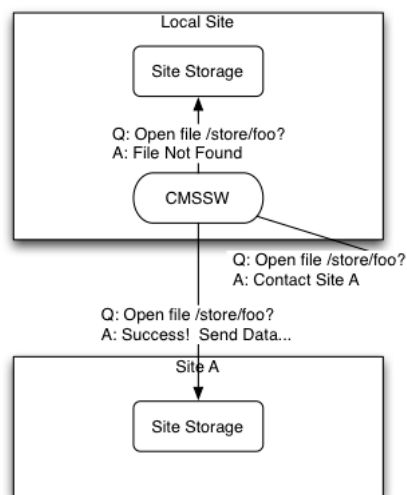 Local Site
Site Storage
Q: Open file /store/foo?
A: File Not Found
CMSSW
Q: Open file /store/foo?
A: Contact Site A
Q: Open file /store/foo?
A: Success! Send Data...
Site A
Site Storage